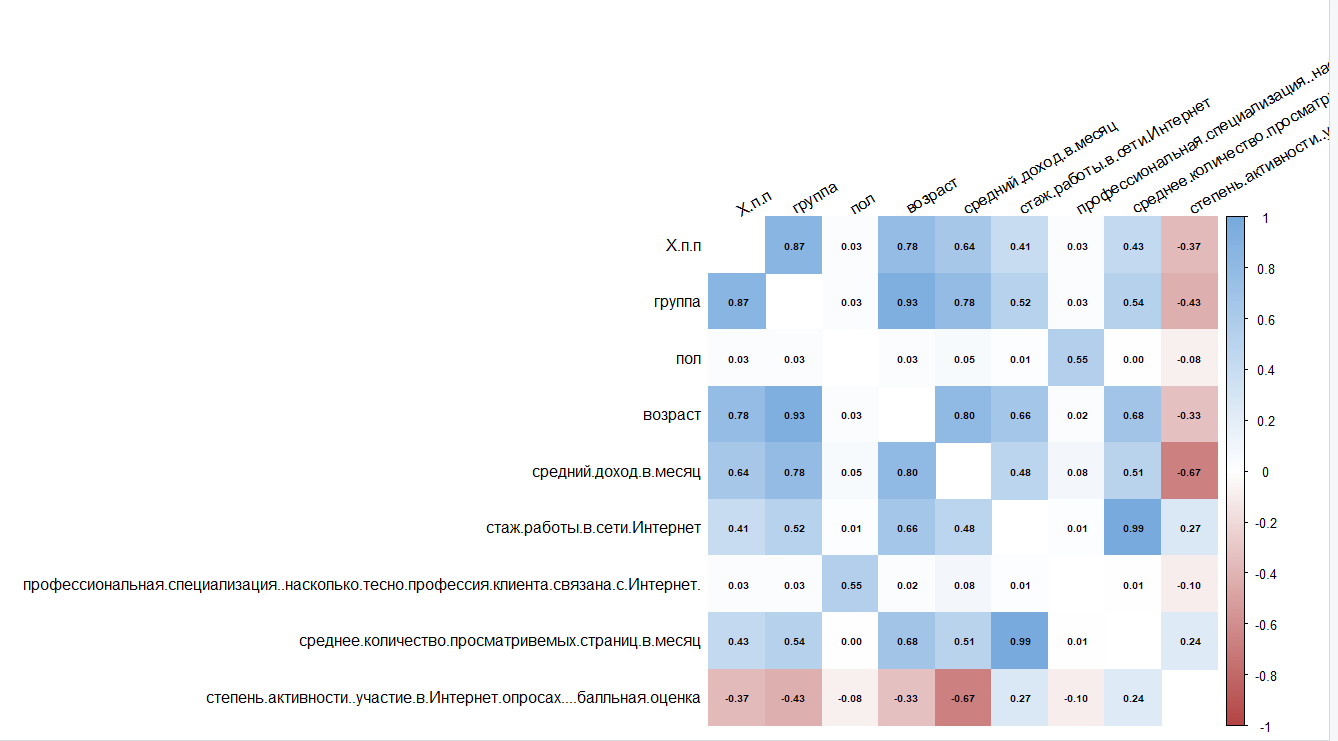 Х.п.п
группа
пол
возраст
средний.доход.в.месяц
стаж.работы.в.сети.Интернет
профессиональная.специализация..нас
среднее.количество.просматр
степень.активности..у
Х.п.п 0.87 0.03 0.78 0.64 0.41 0.03 0.43 -0.37
группа 0.87 0.03 0.93 0.78 0.52 0.03 0.54 -0.43
пол 0.03 0.03 0.03 0.05 0.01 0.55 0.00 -0.08
возраст 0.78 0.93 0.03 0.80 0.66 0.02 0.68 -0.33
средний.доход.в.месяц 0.64 0.78 0.05 0.80 0.48 0.08 0.51 -0.67
стаж.работы.в.сети.Интернет 0.41 0.52 0.01 0.66 0.48 0.01 0.99 0.27
профессиональная.специализация..насколько.тесно.профессия.клиента.связана.с.Интернет. 0.03 0.03 0.55 0.02 0.08 0.01 0.01 -0.10
среднее.количество.просматривемых.страниц.в.месяц 0.43 0.54 0.00 0.68 0.51 0.99 0.01 0.24
степень.активности..участие.в.Интернет.опросах....балльная.оценка -0.37 -0.43 -0.08 -0.33 -0.67 0.27 -0.10 0.24
1
0.8
0.6
0.4
0.2
0
-0.2
-0.4
-0.6
-0.8
-1